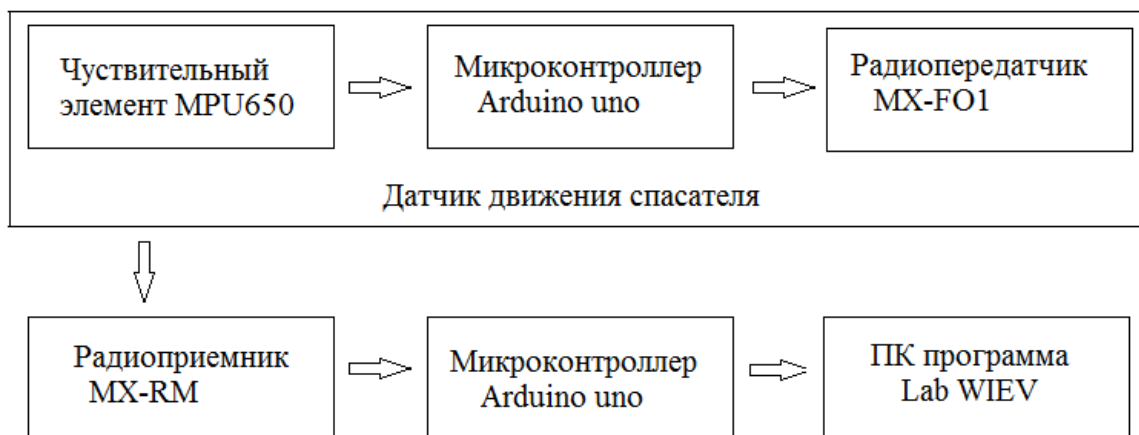 Чуствительный
элемент MPU650
Микроконтроллер
Arduino uno
Радиопередатчик
MX-FO1
Датчик движения спасателя
Радиоприемник
MX-RM
Микроконтроллер
Arduino uno
ПК программа
Lab WIEV